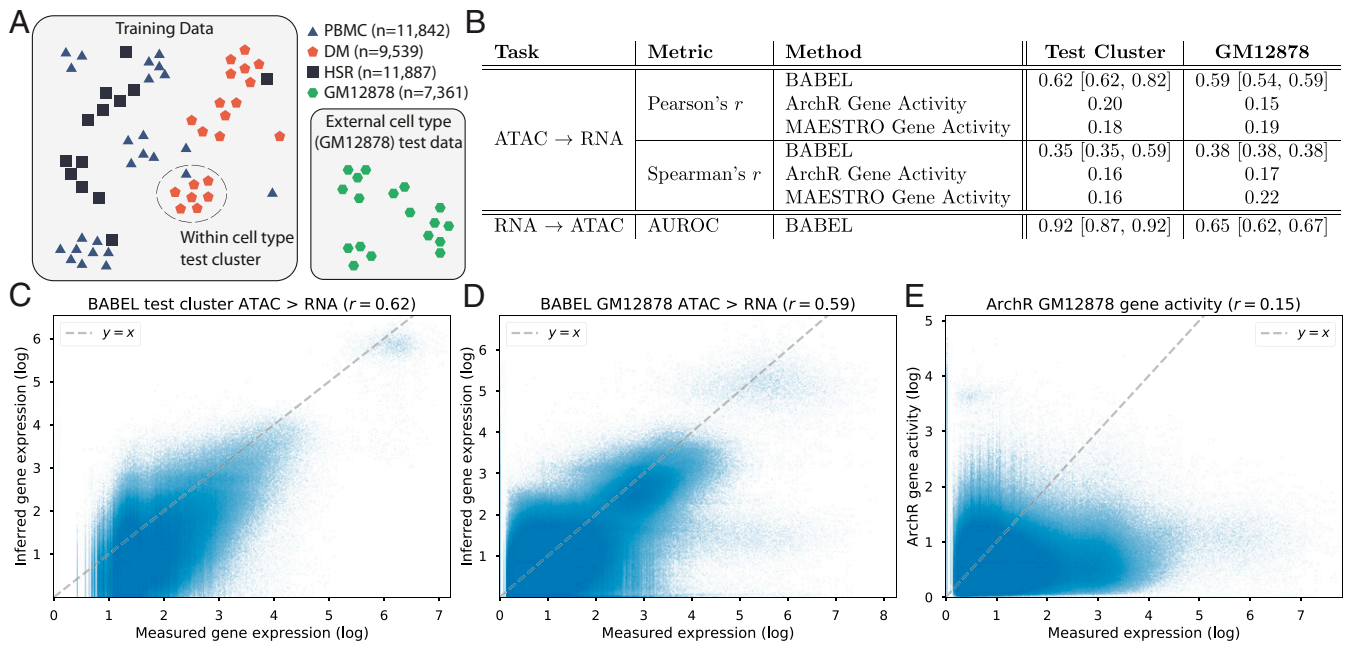 A
Training Data
PBMC (n=11,842)
DM (n=9,539)
HSR (n=11,887)
GM12878 (n=7,361)
External cell type
(GM12878) test data
Within cell type
test cluster
B
Task Metric Method Test Cluster GM12878
ATAC → RNA
Pearson's r
BABEL 0.62 [0.62, 0.82] 0.59 [0.54, 0.59]
ArchR Gene Activity 0.20 0.15
MAESTRO Gene Activity 0.18 0.19
Spearman's r
BABEL 0.35 [0.35, 0.59] 0.38 [0.38, 0.38]
ArchR Gene Activity 0.16 0.17
MAESTRO Gene Activity 0.16 0.22
RNA → ATAC AUROC BABEL 0.92 [0.87, 0.92] 0.65 [0.62, 0.67]
C
BABEL test cluster ATAC > RNA (r = 0.62)
y = x
Inferred gene expression (log)
6
5
4
3
2
1
0 1 2 3 4 5 6 7
Measured gene expression (log)
D
BABEL GM12878 ATAC > RNA (r = 0.59)
y = x
Inferred gene expression (log)
6
5
4
3
2
1
0 1 2 3 4 5 6 7 8
Measured expression (log)
E
ArchR GM12878 gene activity (r = 0.15)
y = x
ArchR gene activity (log)
5
4
3
2
1
0
0 1 2 3 4 5 6 7
Measured expression (log)